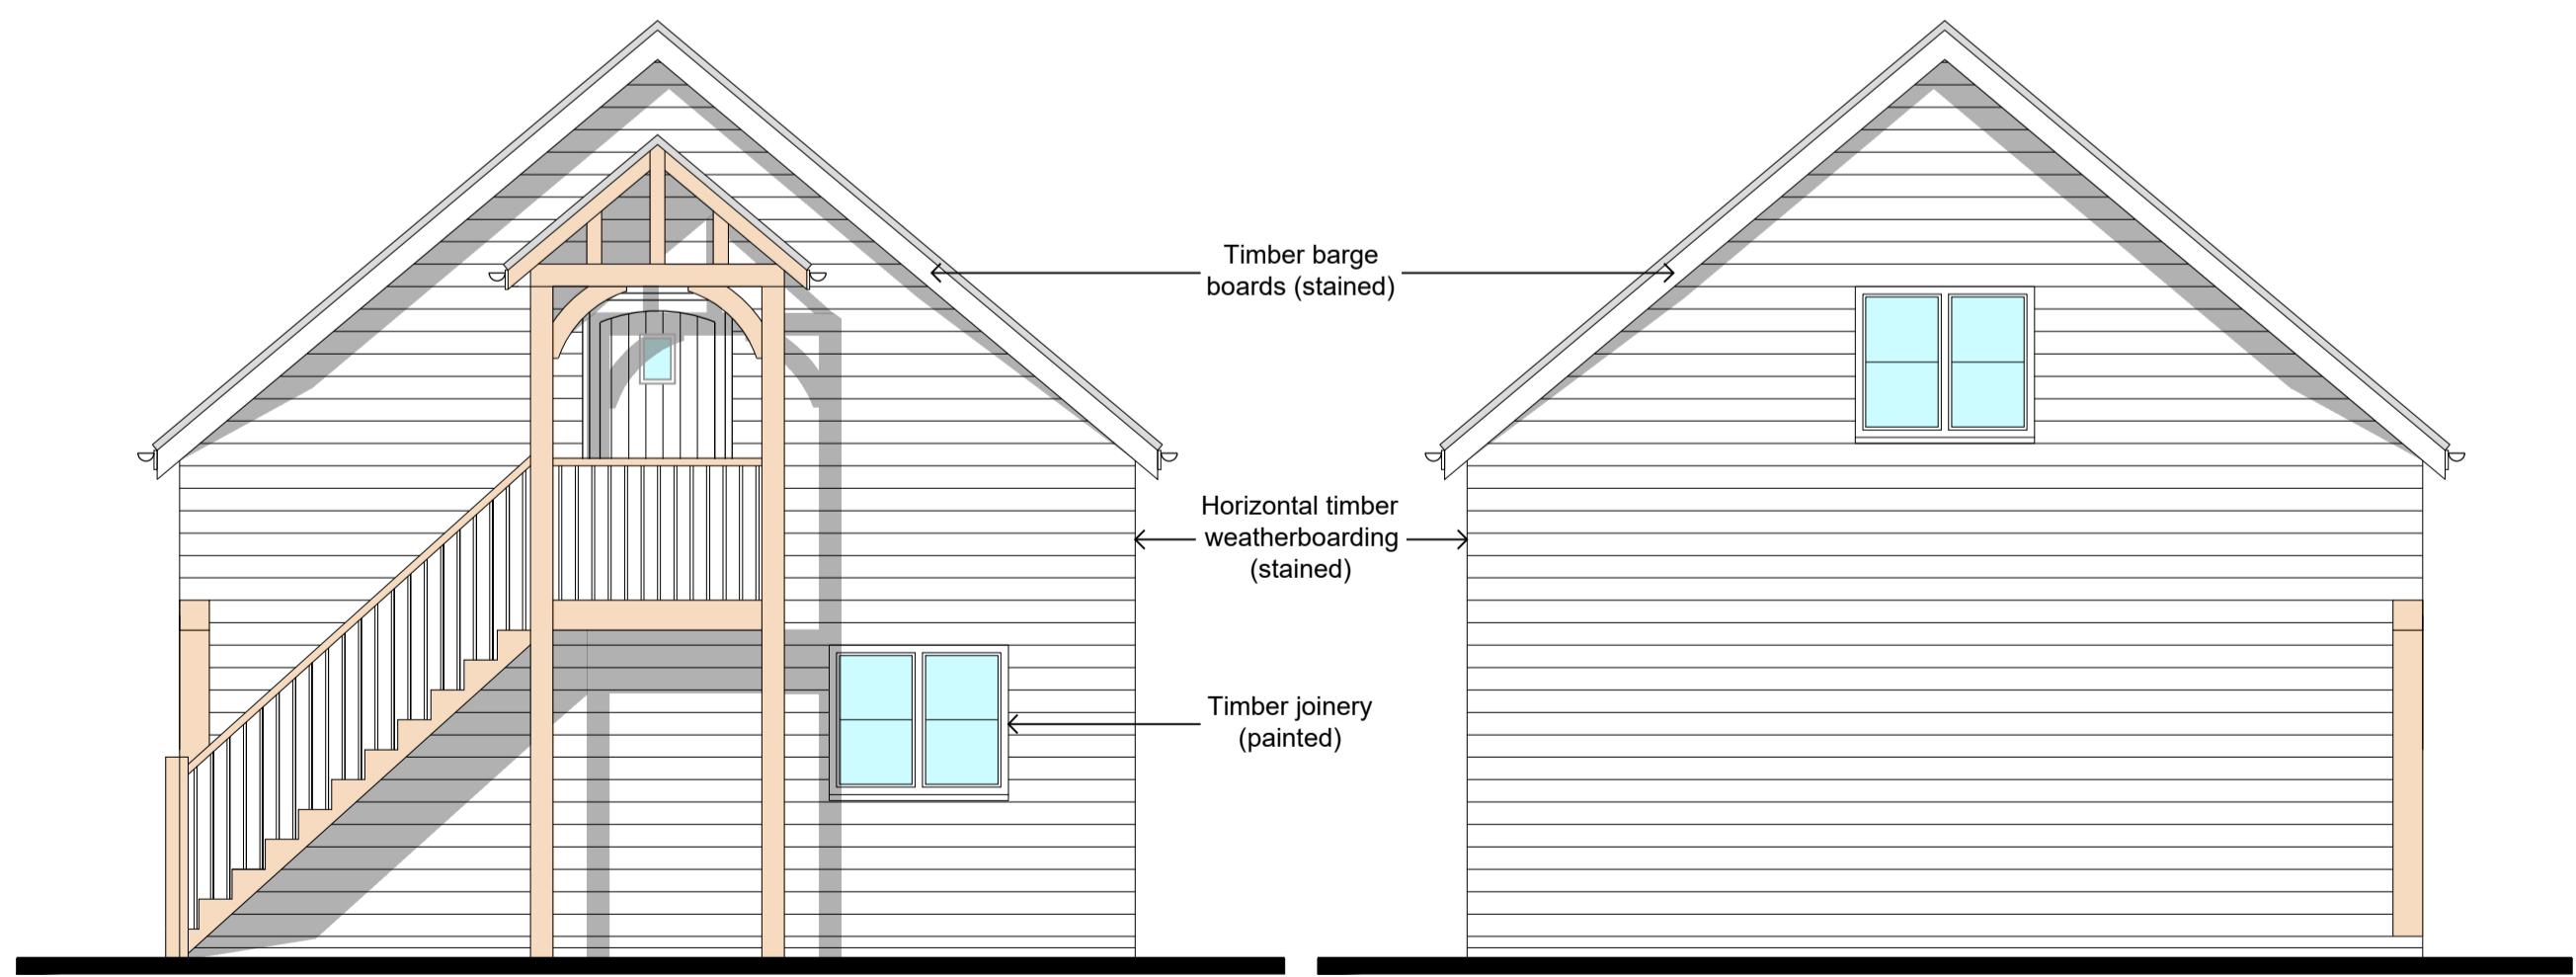 Timber barge
boards (stained)
Horizontal timber
weatherboarding
(stained)
Timber joinery
(painted)